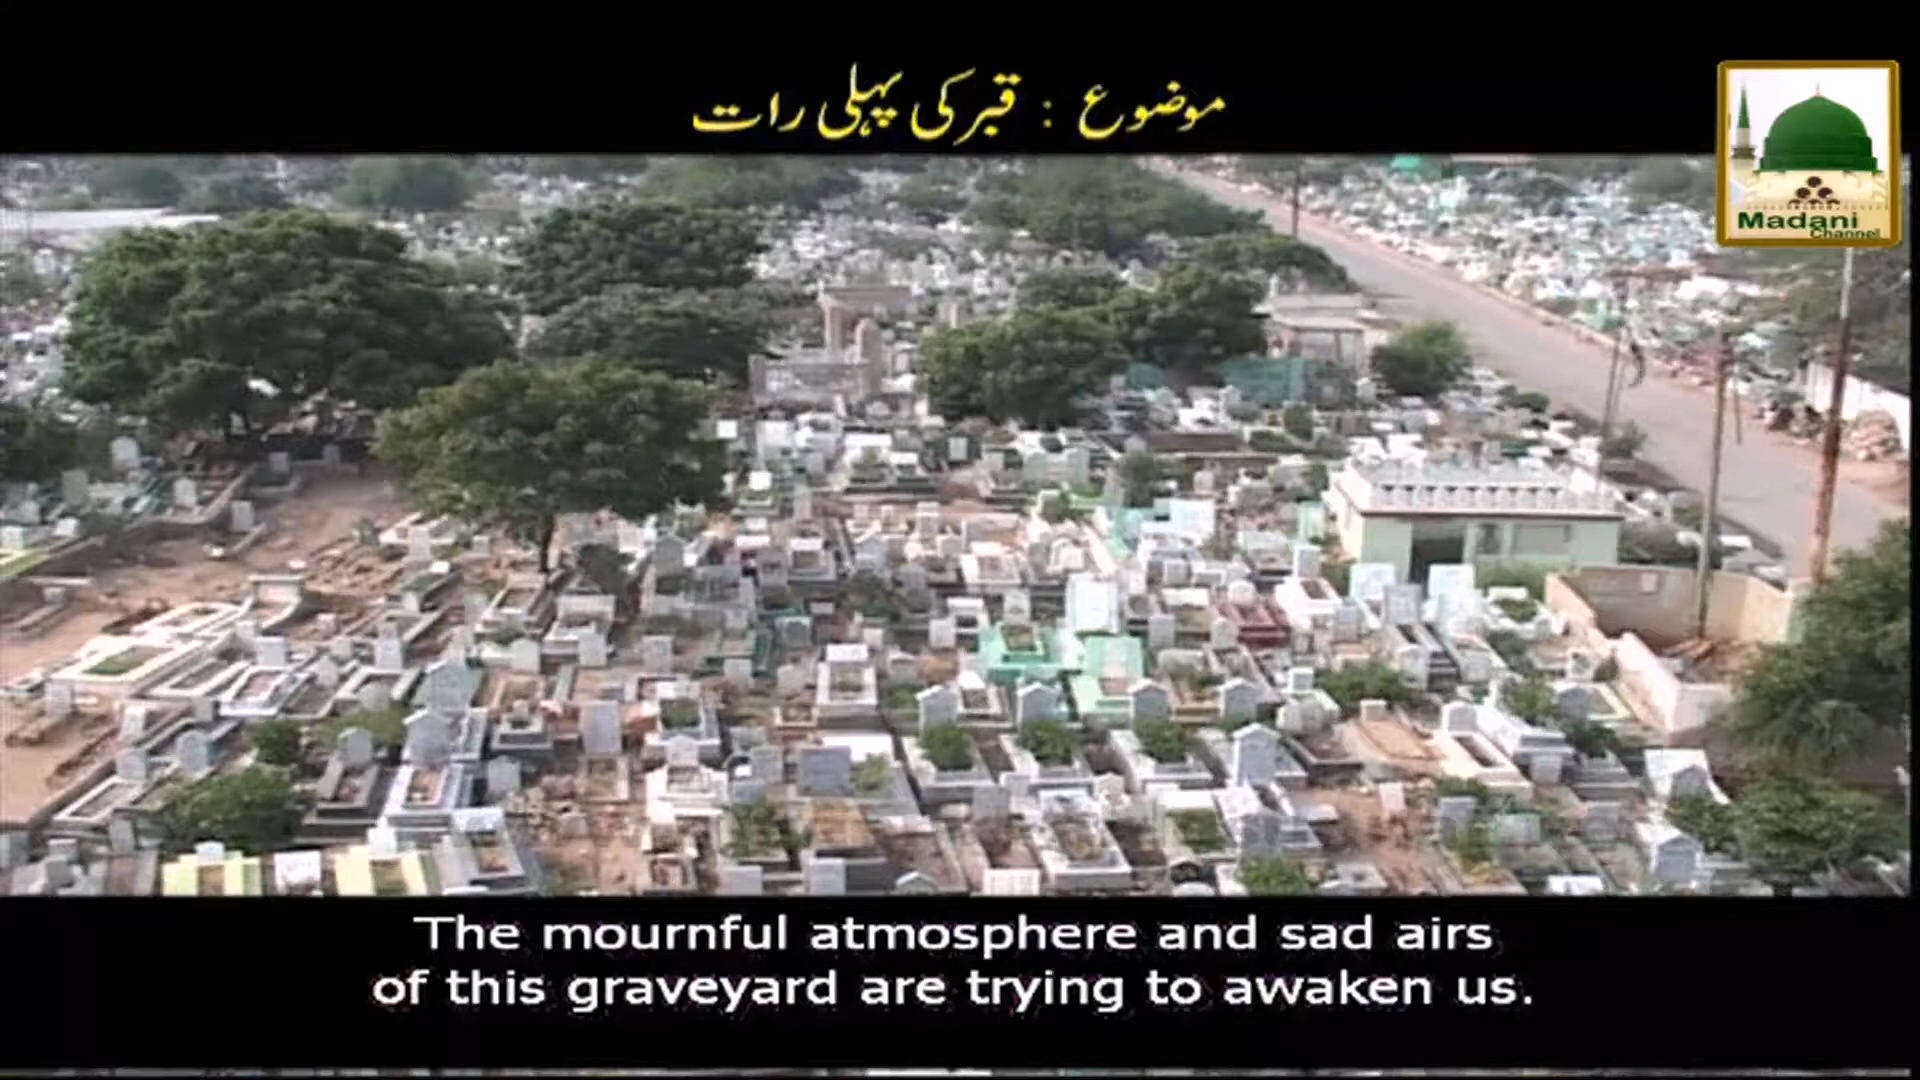 موضوع : قبر کی پہلی رات
Madani
Channel
The mournful atmosphere and sad airs
of this graveyard are trying to awaken us.